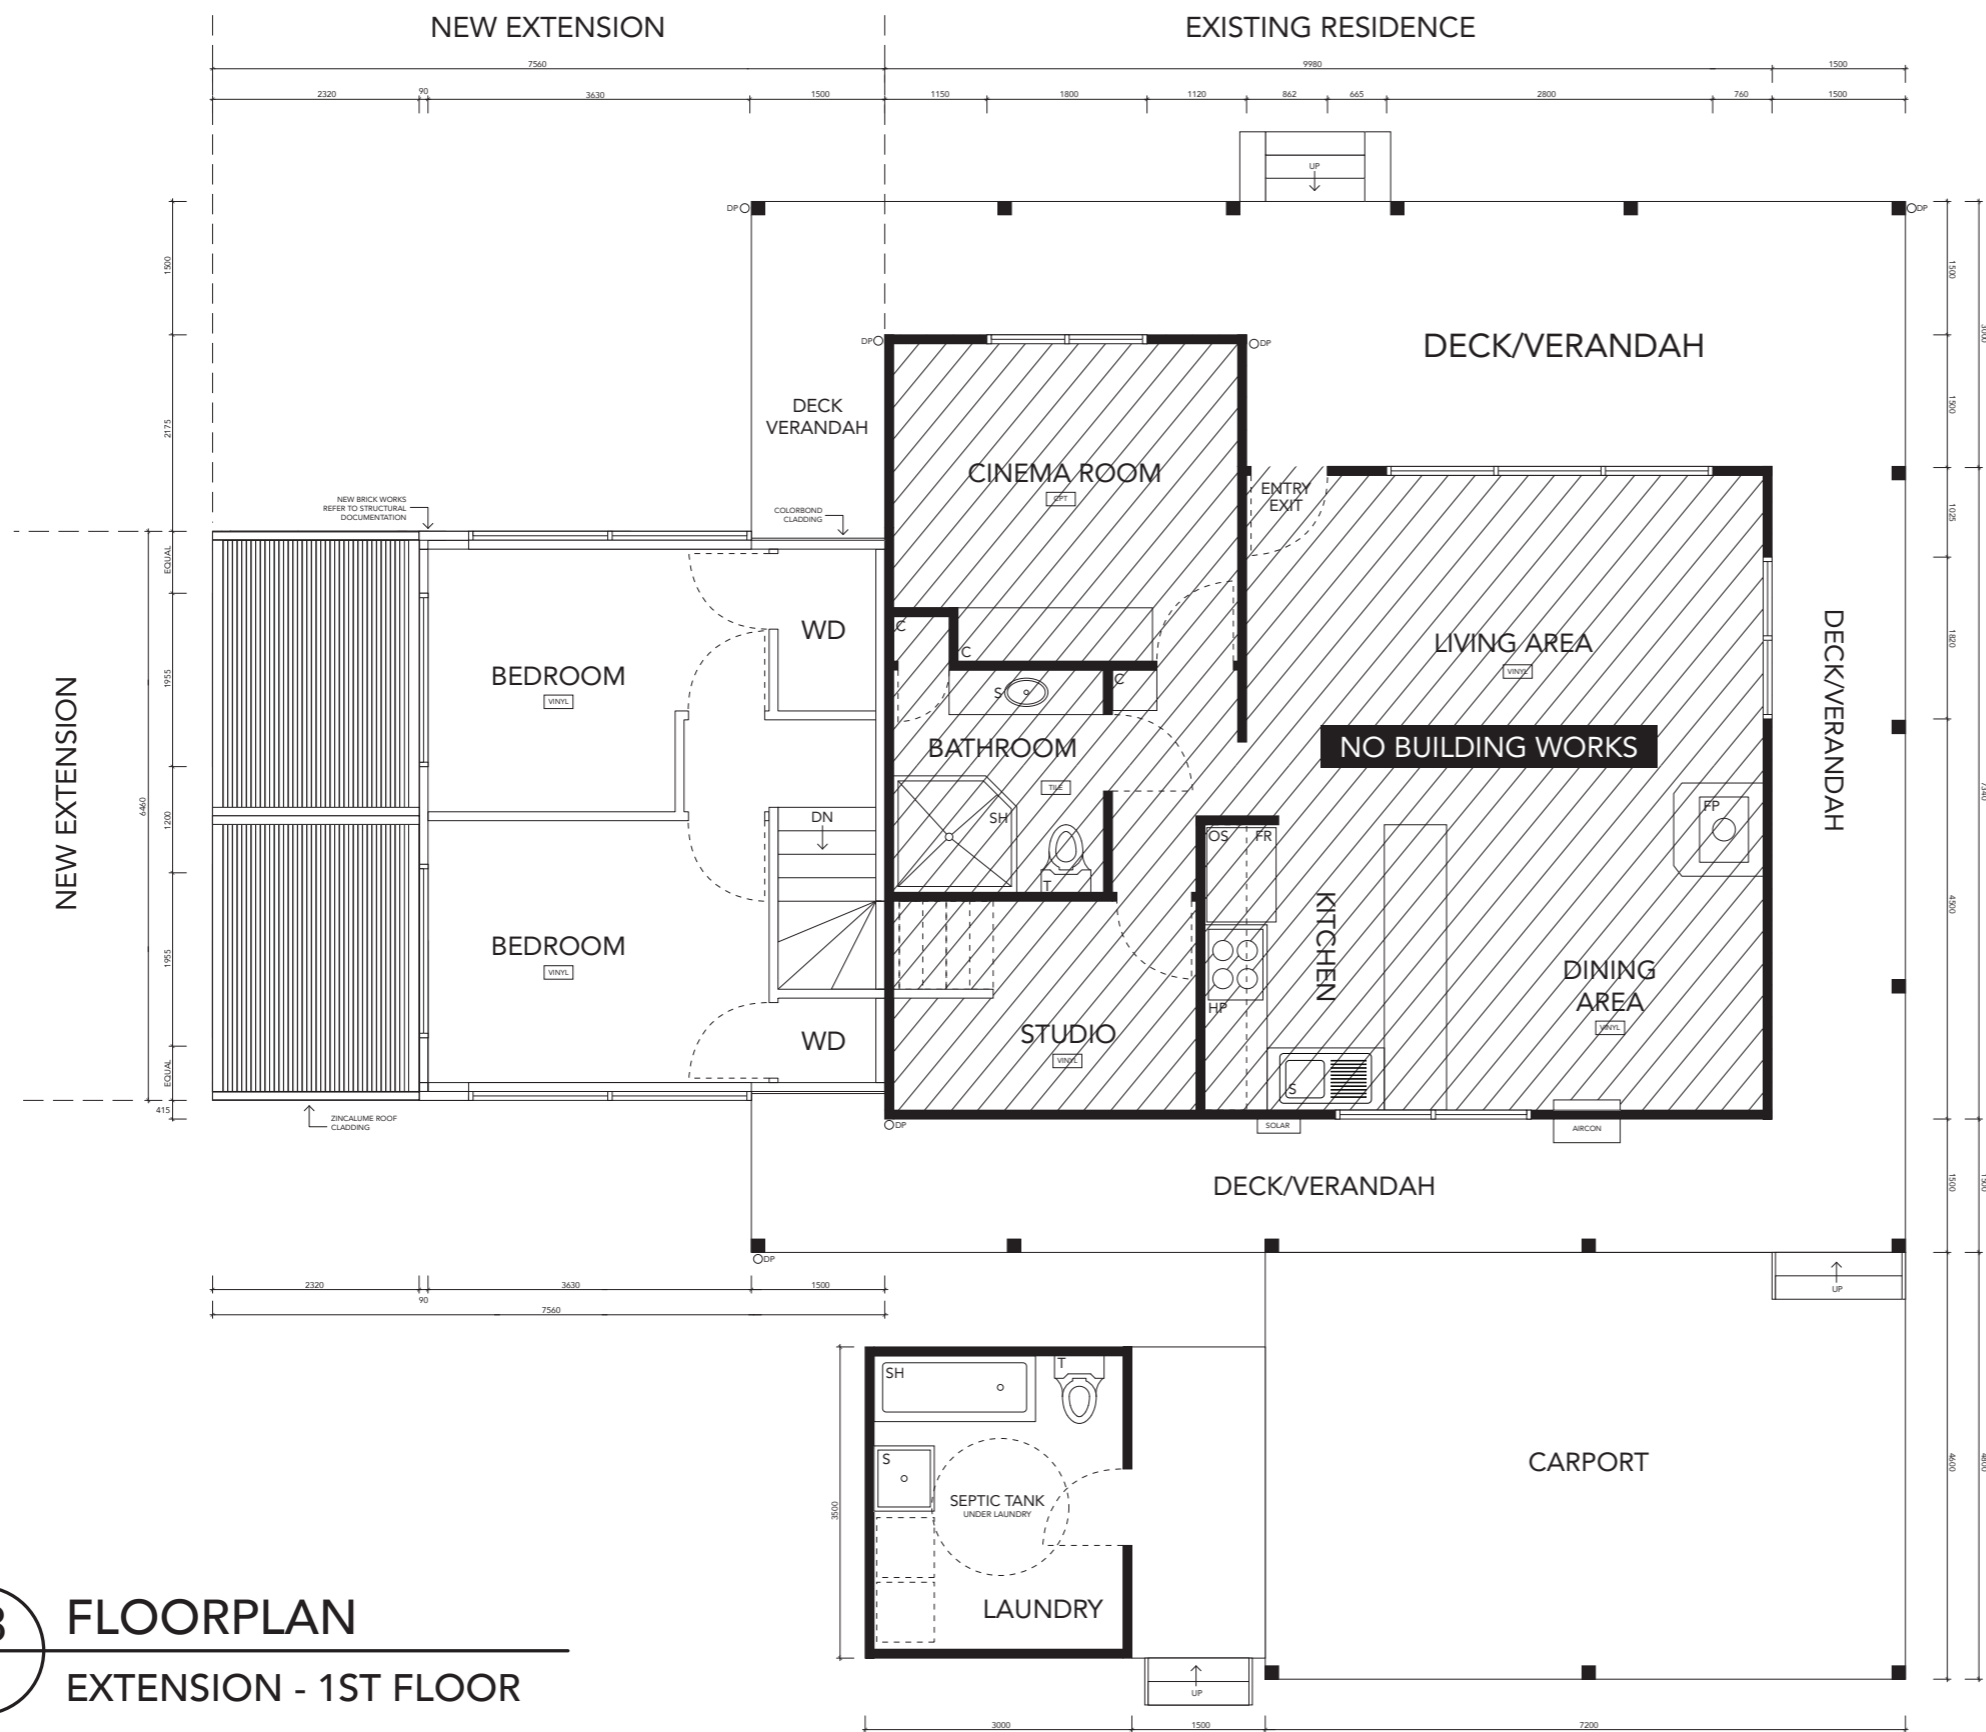 NEW EXTENSION
EXISTING RESIDENCE
7560
9980
1500
2320
90
3630
1500
1150
1800
1120
862
665
2800
760
1500
UP
DP
DP
1500
1500
3000
DP
DP
DECK/VERANDAH
DECK
VERANDAH
2175
1500
CINEMA ROOM
CPT
ENTRY
EXIT
NEW BRICK WORKS
REFER TO STRUCTURAL
DOCUMENTATION
COLORBOND
CLADDING
1025
EQUAL
WD
C
C
LIVING AREA
VINYL
1820
DECK/VERANDAH
BEDROOM
VINYL
1955
S
C
NEW EXTENSION
BATHROOM
TILE
NO BUILDING WORKS
7340
6460
1200
DN
SH
OS
FR
FP
T
KITCHEN
4500
BEDROOM
VINYL
1955
HP
DINING
AREA
VINYL
STUDIO
VINYL
WD
EQUAL
S
415
ZINCALUME ROOF
CLADDING
DP
SOLAR
AIRCON
DECK/VERANDAH
1500
1500
DP
2320
90
3630
1500
7560
UP
SH
T
S
SEPTIC TANK
UNDER LAUNDRY
3500
CARPORT
4600
LAUNDRY
FLOORPLAN
EXTENSION - 1ST FLOOR
UP
3000
1500
7200